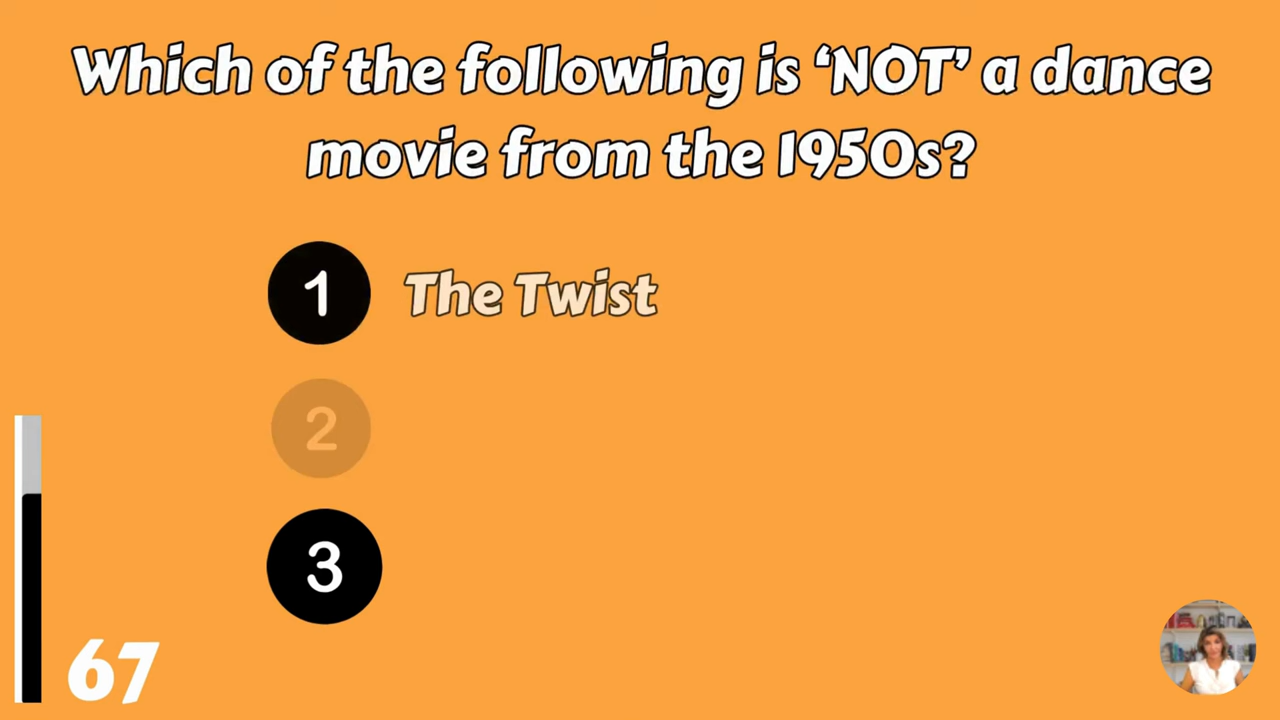 Which of the following is ‘NOT’ a dance
movie from the 1950s?
1 The Twist
2
3
67